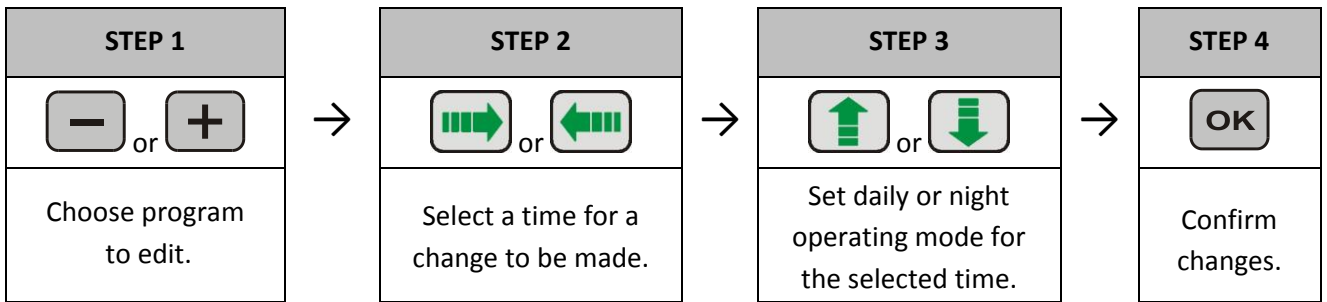 STEP 1
− or +
Choose program
to edit.
→
STEP 2
or
Select a time for a
change to be made.
→
STEP 3
or
Set daily or night
operating mode for
the selected time.
→
STEP 4
OK
Confirm
changes.